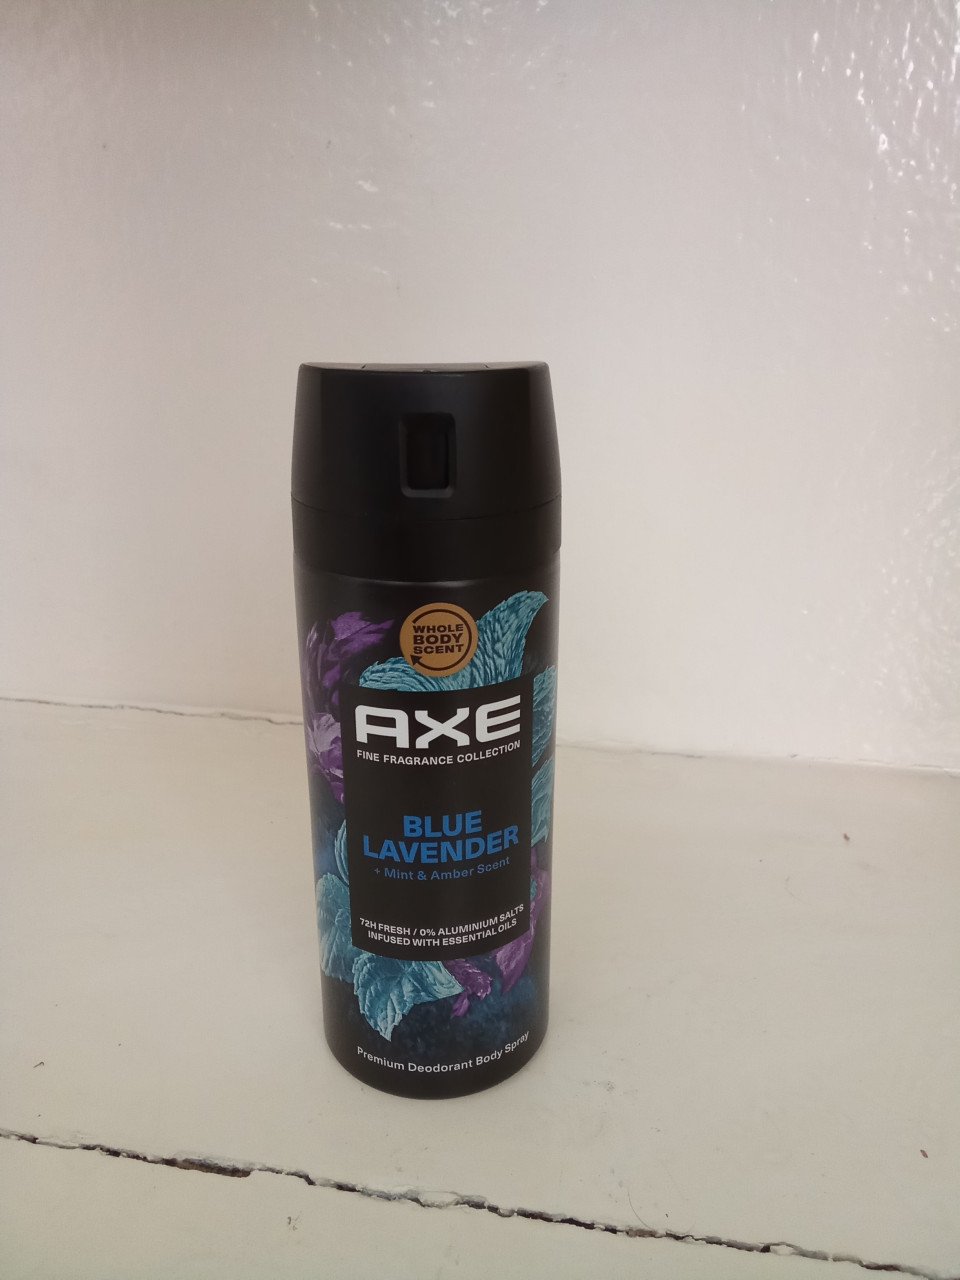 WHOLE
BODY
SCENT
AXE
FINE FRAGRANCE COLLECTION
BLUE
LAVENDER
+ Mint & Amber Scent
72H FRESH / 0% ALUMINIUM SALTS
INFUSED WITH ESSENTIAL OILS
Premium Deodorant Body Spray